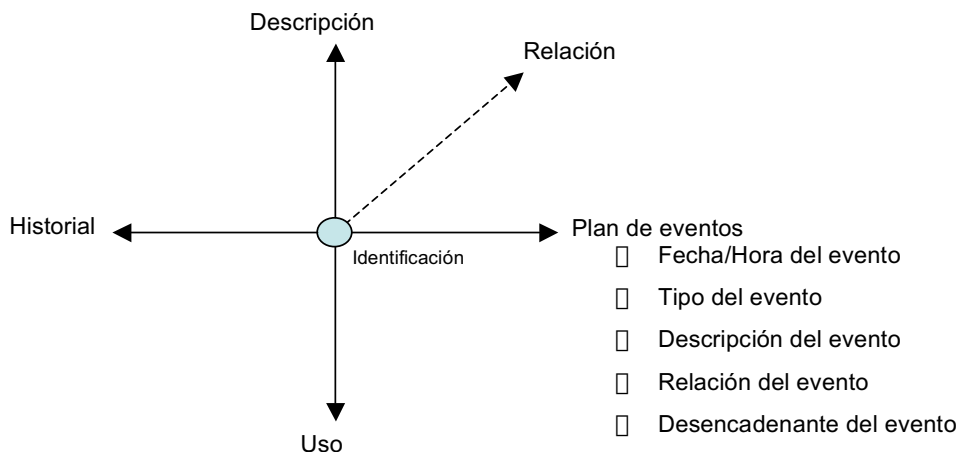 Descripción
Relación
Historial
Plan de eventos
Identificación
Fecha/Hora del evento
Tipo del evento
Descripción del evento
Relación del evento
Desencadenante del evento
Uso